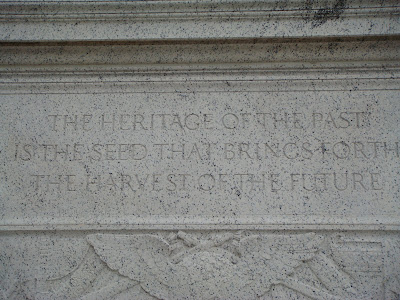 THE HERITAGE OF THE PAST
IS THE SEED THAT BRINGS FORTH
THE HARVEST OF THE FUTURE